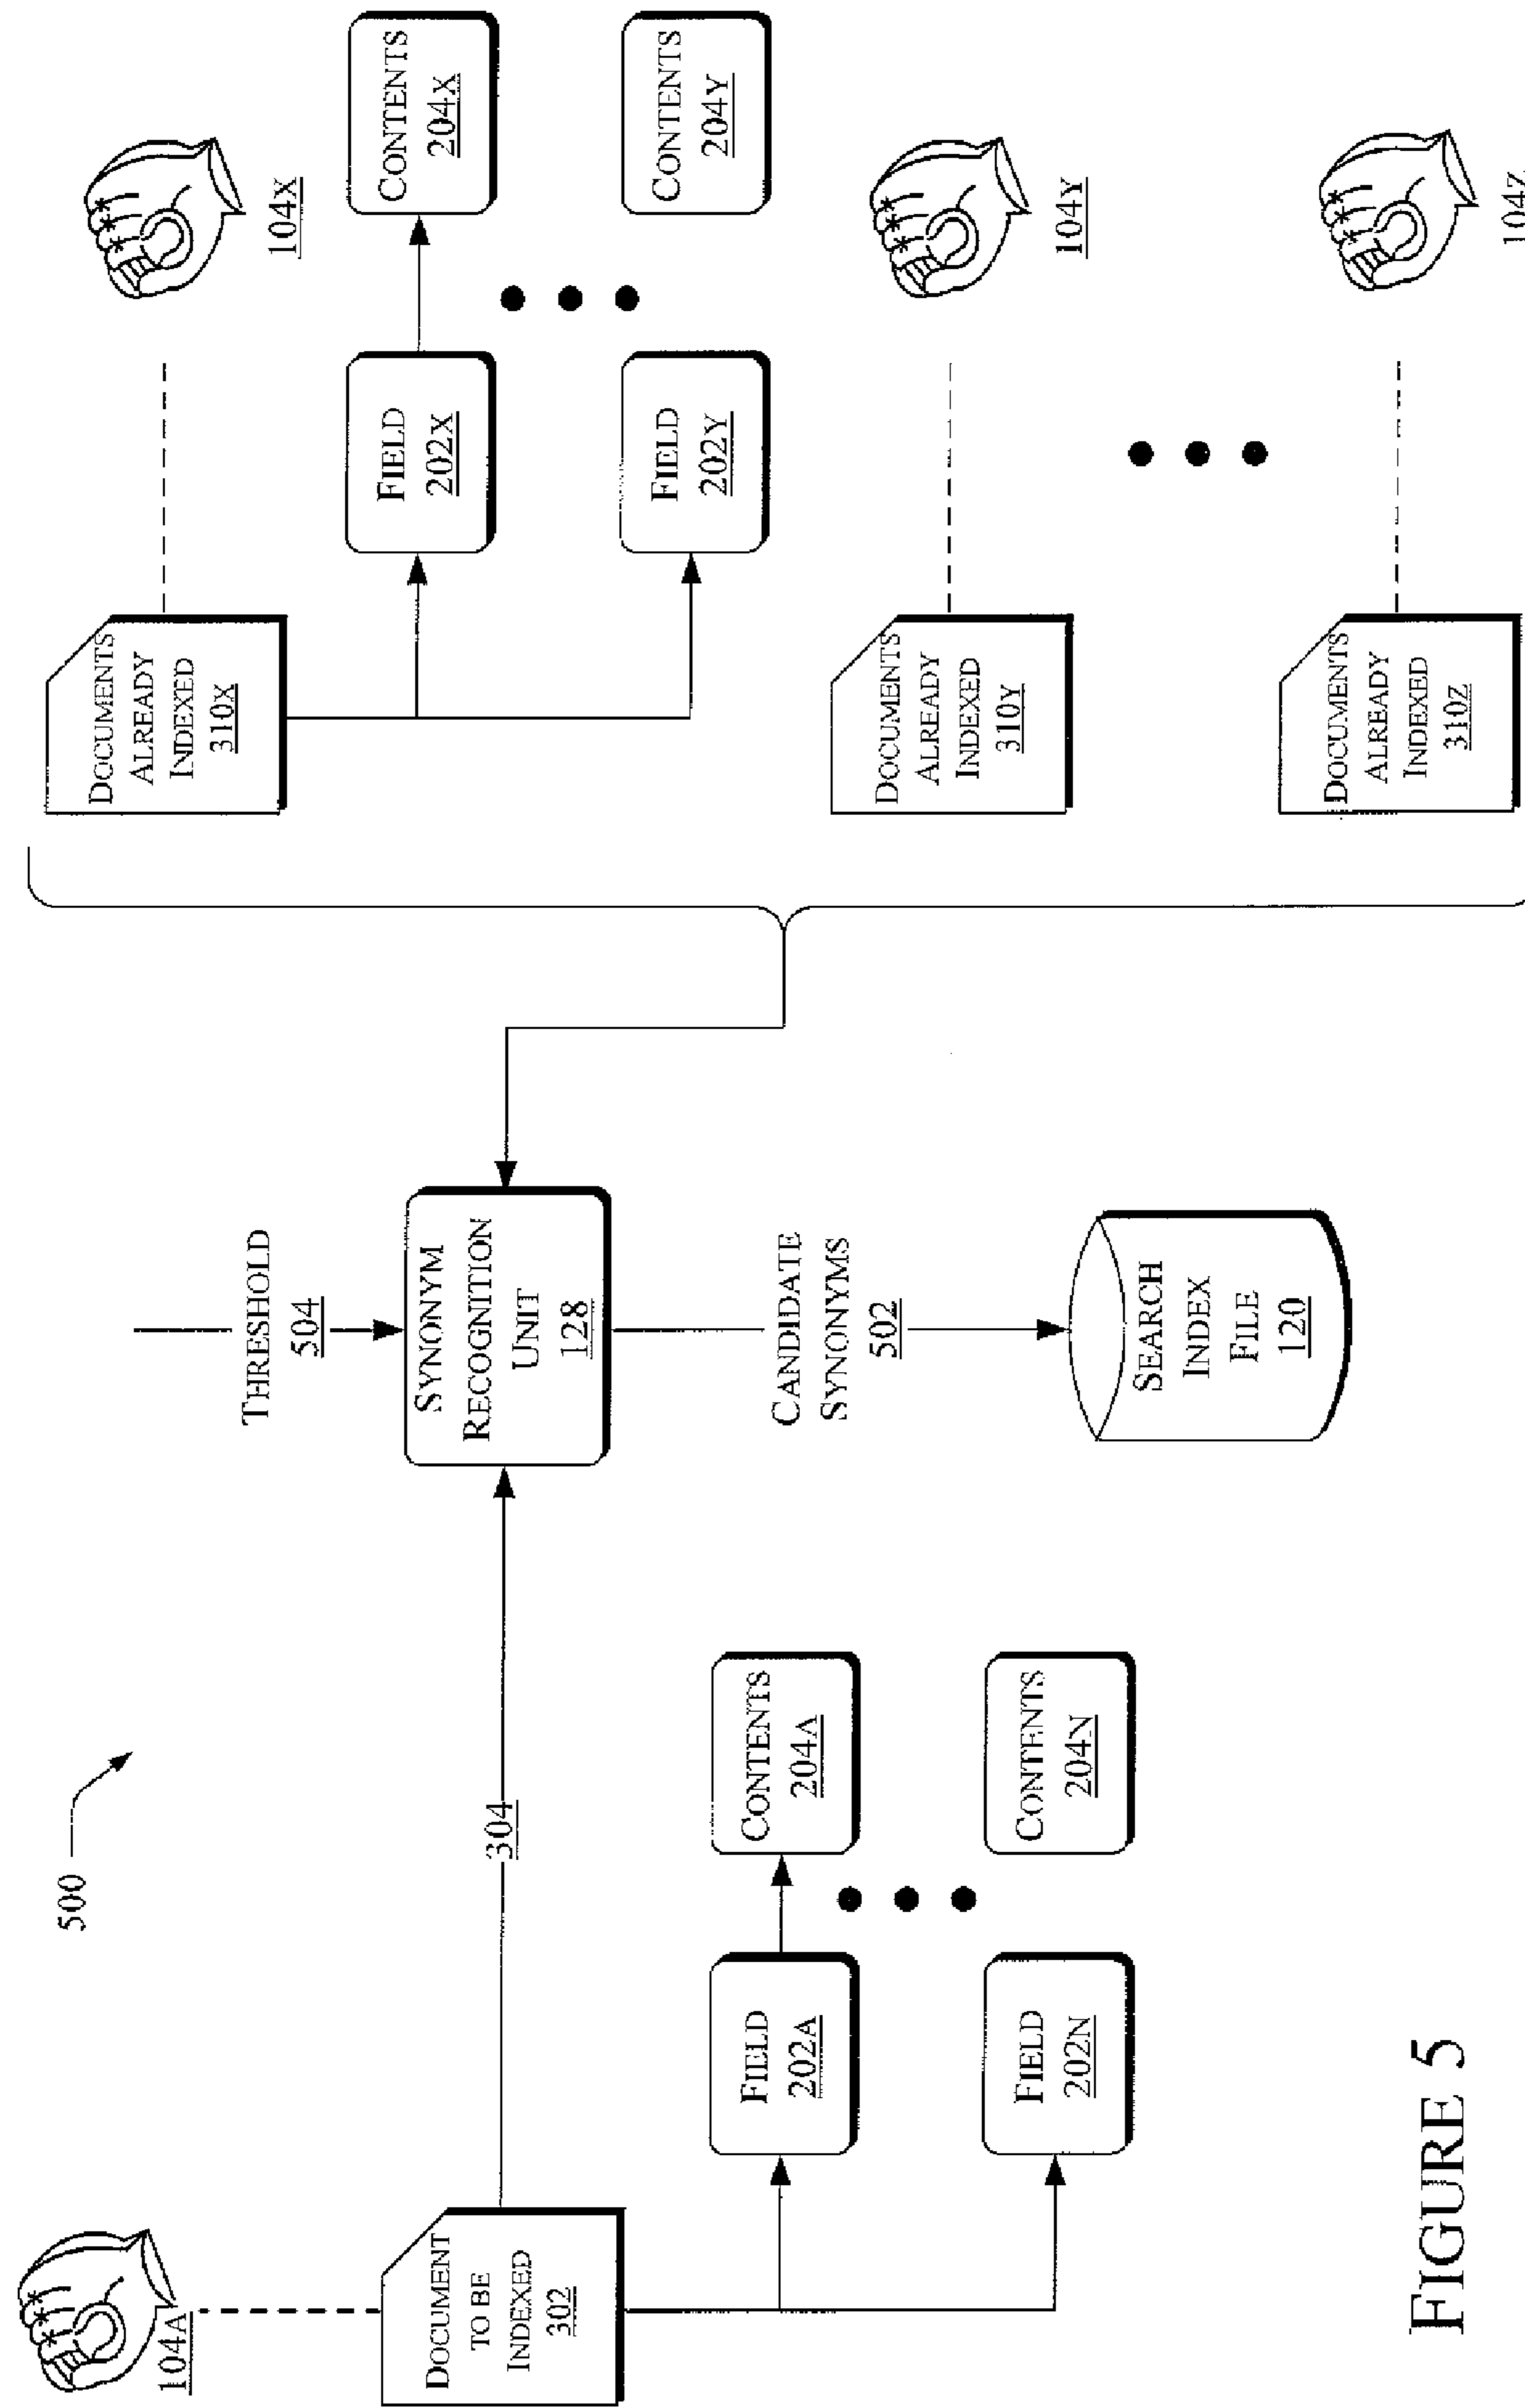 500
104A
DOCUMENT
TO BE
INDEXED
302
304
FIELD
202A
CONTENTS
204A
FIELD
202N
CONTENTS
204N
THRESHOLD
504
SYNONYM
RECOGNITION
UNIT
128
CANDIDATE
SYNONYMS
502
SEARCH
INDEX
FILE
120
DOCUMENTS
ALREADY
INDEXED
310X
104X
FIELD
202X
CONTENTS
204X
FIELD
202Y
CONTENTS
204Y
DOCUMENTS
ALREADY
INDEXED
310Y
104Y
DOCUMENTS
ALREADY
INDEXED
310Z
104Z
FIGURE 5